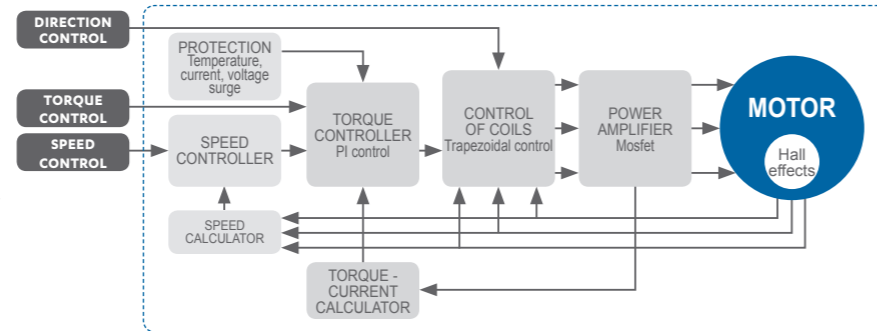 DIRECTION
CONTROL
PROTECTION
Temperature,
current, voltage
surge
TORQUE
CONTROL
SPEED
CONTROL
SPEED
CONTROLLER
TORQUE
CONTROLLER
PI control
CONTROL
OF COILS
Trapezoidal control
POWER
AMPLIFIER
Mosfet
MOTOR
Hall
effects
SPEED
CALCULATOR
TORQUE -
CURRENT
CALCULATOR